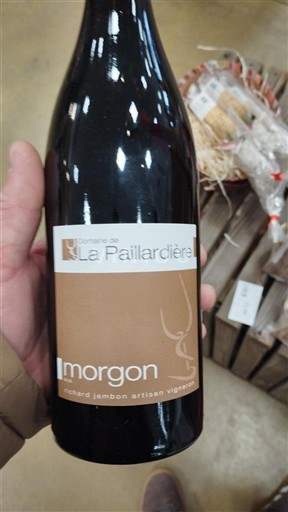 Domaine de
La Paillardière
morgon
richard jambon artisan vigneron